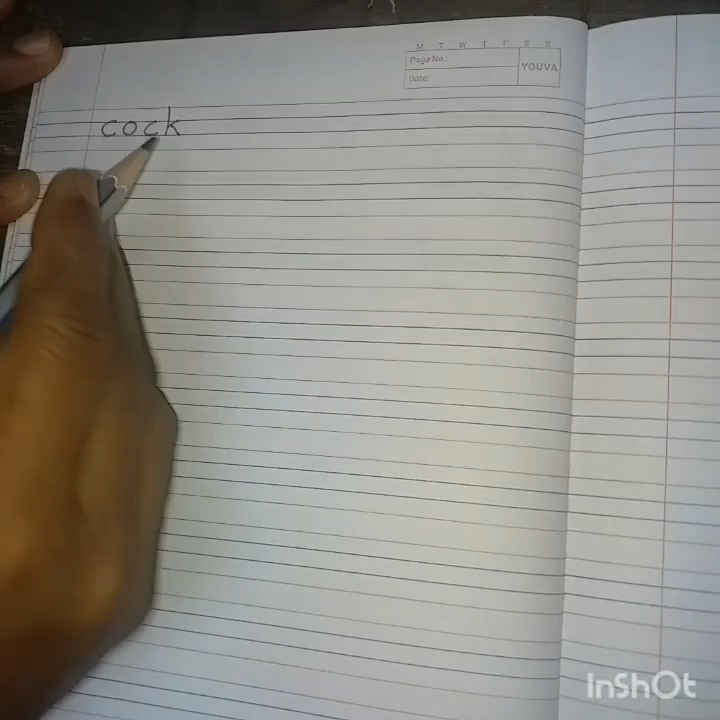 M T W T F S S
Page No.:
YOUVA
Date:
cock
InShOt